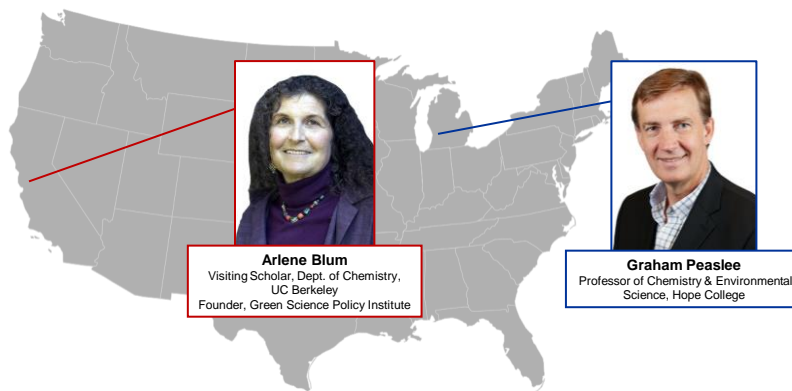 Arlene Blum
Visiting Scholar, Dept. of Chemistry,
UC Berkeley
Founder, Green Science Policy Institute
Graham Peaslee
Professor of Chemistry & Environmental
Science, Hope College